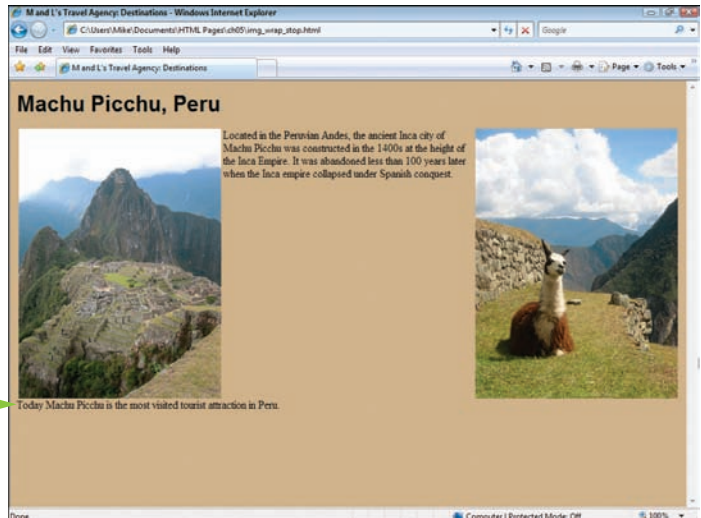 M and L's Travel Agency: Destinations - Windows Internet Explorer
C:\Users\Mike\Documents\HTML Pages\ch05\img_wrap_stop.html
Google
File Edit View Favorites Tools Help
M and L's Travel Agency: Destinations
Page Tools
Machu Picchu, Peru
Located in the Peruvian Andes, the ancient Inca city of
Machu Picchu was constructed in the 1400s at the height of
the Inca Empire. It was abandoned less than 100 years later
when the Inca empire collapsed under Spanish conquest.
Today Machu Picchu is the most visited tourist attraction in Peru.
Done
Computer | Protected Mode: Off
100%